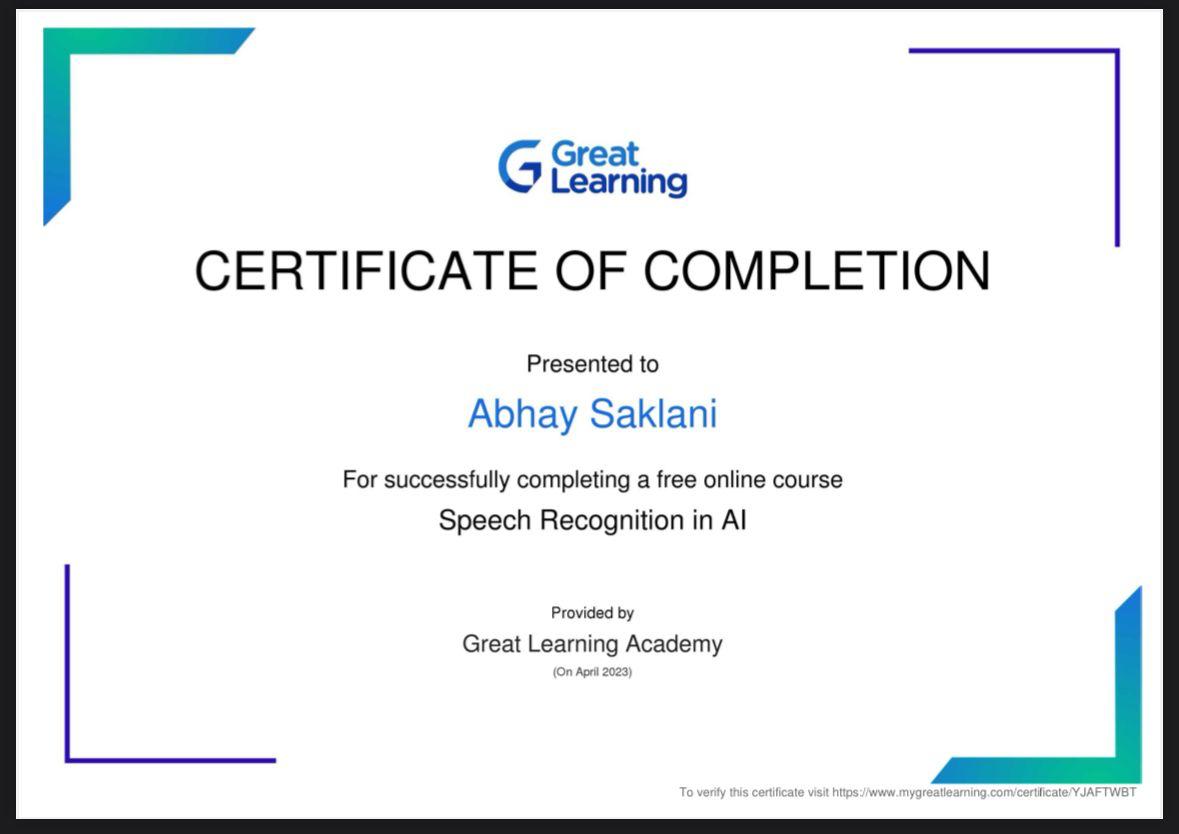 Great
Learning
CERTIFICATE OF COMPLETION
Presented to
Abhay Saklani
For successfully completing a free online course
Speech Recognition in AI
Provided by
Great Learning Academy
(On April 2023)
To verify this certificate visit https://www.mygreatlearning.com/certificate/YJAFTWBT